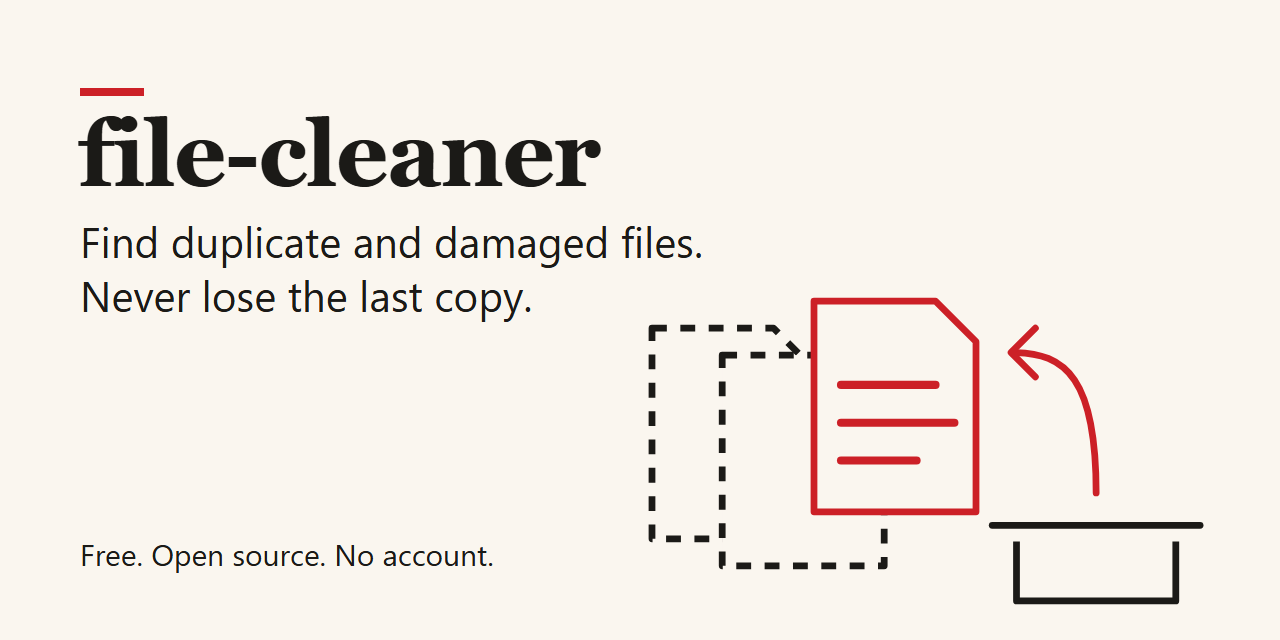 file-cleaner
Find duplicate and damaged files.
Never lose the last copy.
Free. Open source. No account.